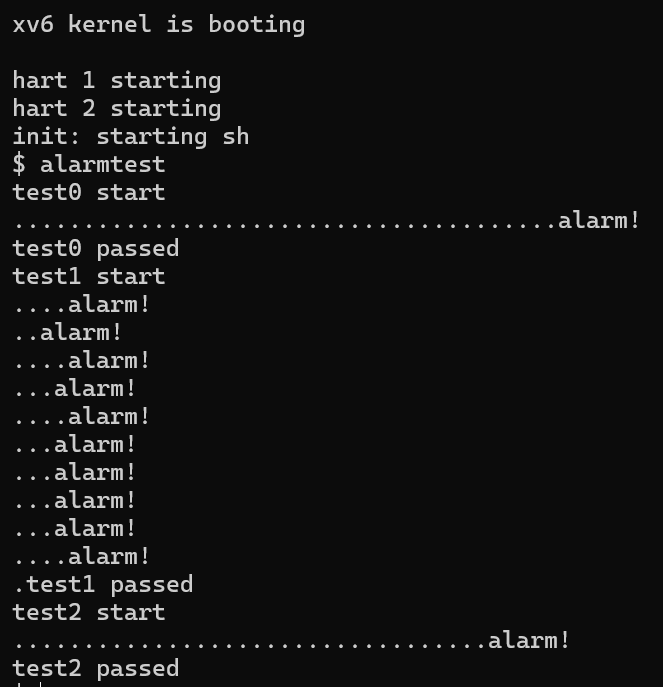 xv6 kernel is booting

hart 1 starting
hart 2 starting
init: starting sh
$ alarmtest
test0 start
.......................................alarm!
test0 passed
test1 start
....alarm!
..alarm!
....alarm!
...alarm!
....alarm!
...alarm!
...alarm!
...alarm!
...alarm!
....alarm!
.test1 passed
test2 start
..................................alarm!
test2 passed
$